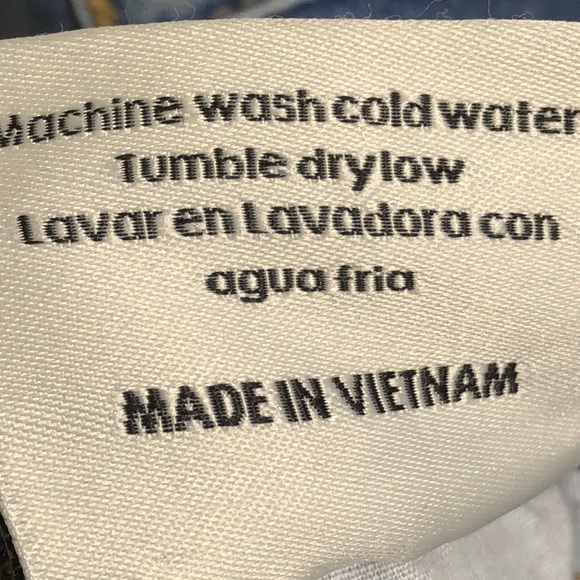 Machine wash cold water
Tumble dry low
Lavar en Lavadora con
agua fria
MADE IN VIETNAM